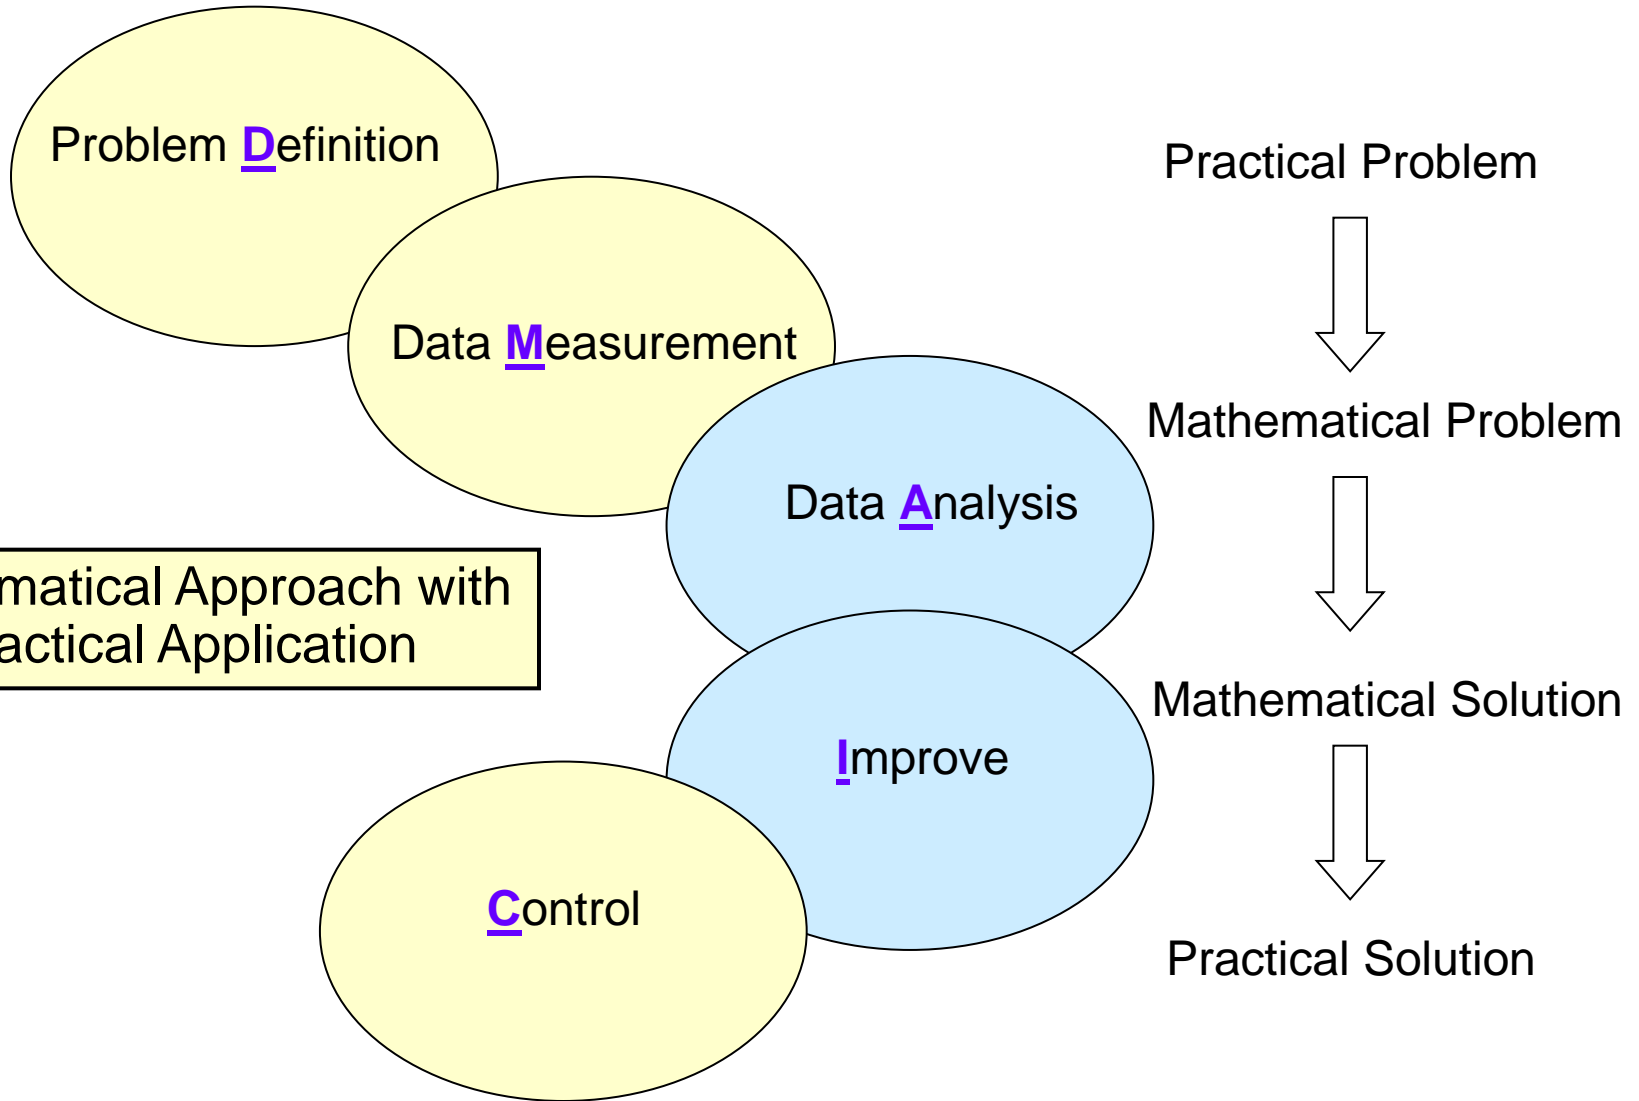 Problem Definition
Data Measurement
Data Analysis
Improve
Control
matical Approach with
Application
Practical Problem
Mathematical Problem
Mathematical Solution
Practical Solution